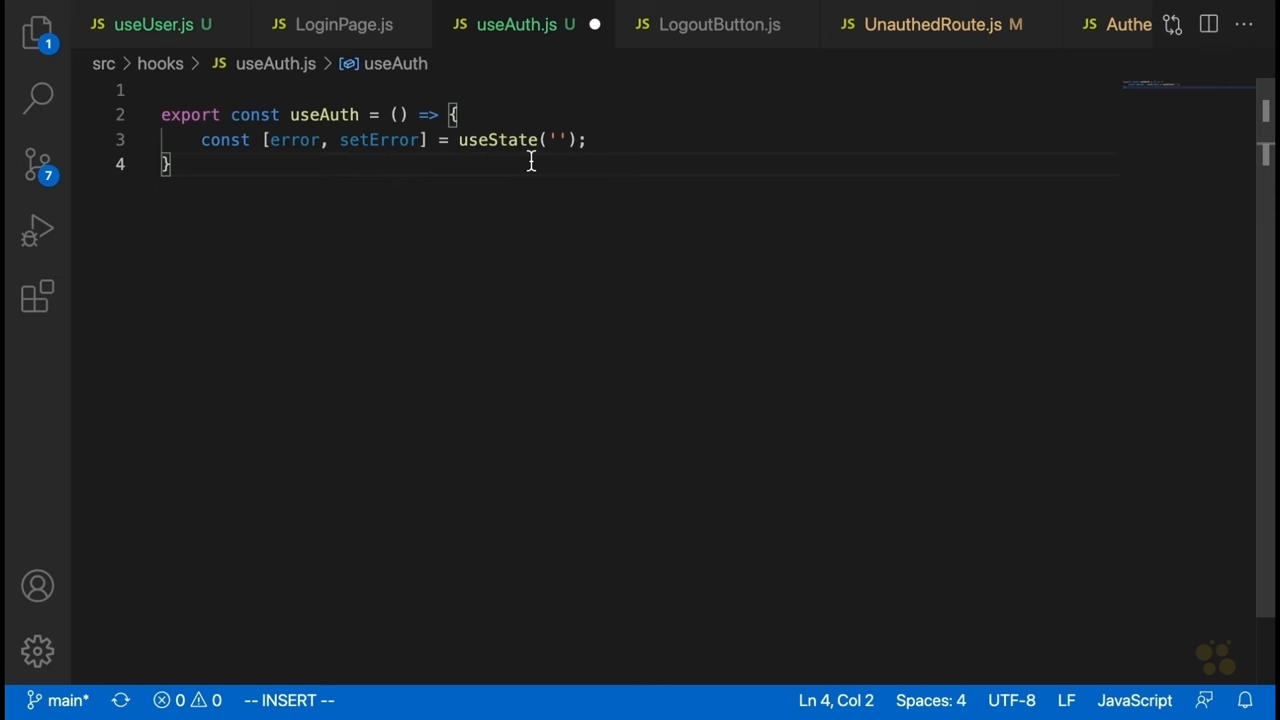 JS useUser.js U
JS LoginPage.js
JS useAuth.js U
JS LogoutButton.js
JS UnauthedRoute.js M
JS Authe
1
7
src > hooks > JS useAuth.js > useAuth
1
2 export const useAuth = () => {
3 const [error, setError] = useState('');
4 }
main* 0 0 -- INSERT -- Ln 4, Col 2 Spaces: 4 UTF-8 LF JavaScript